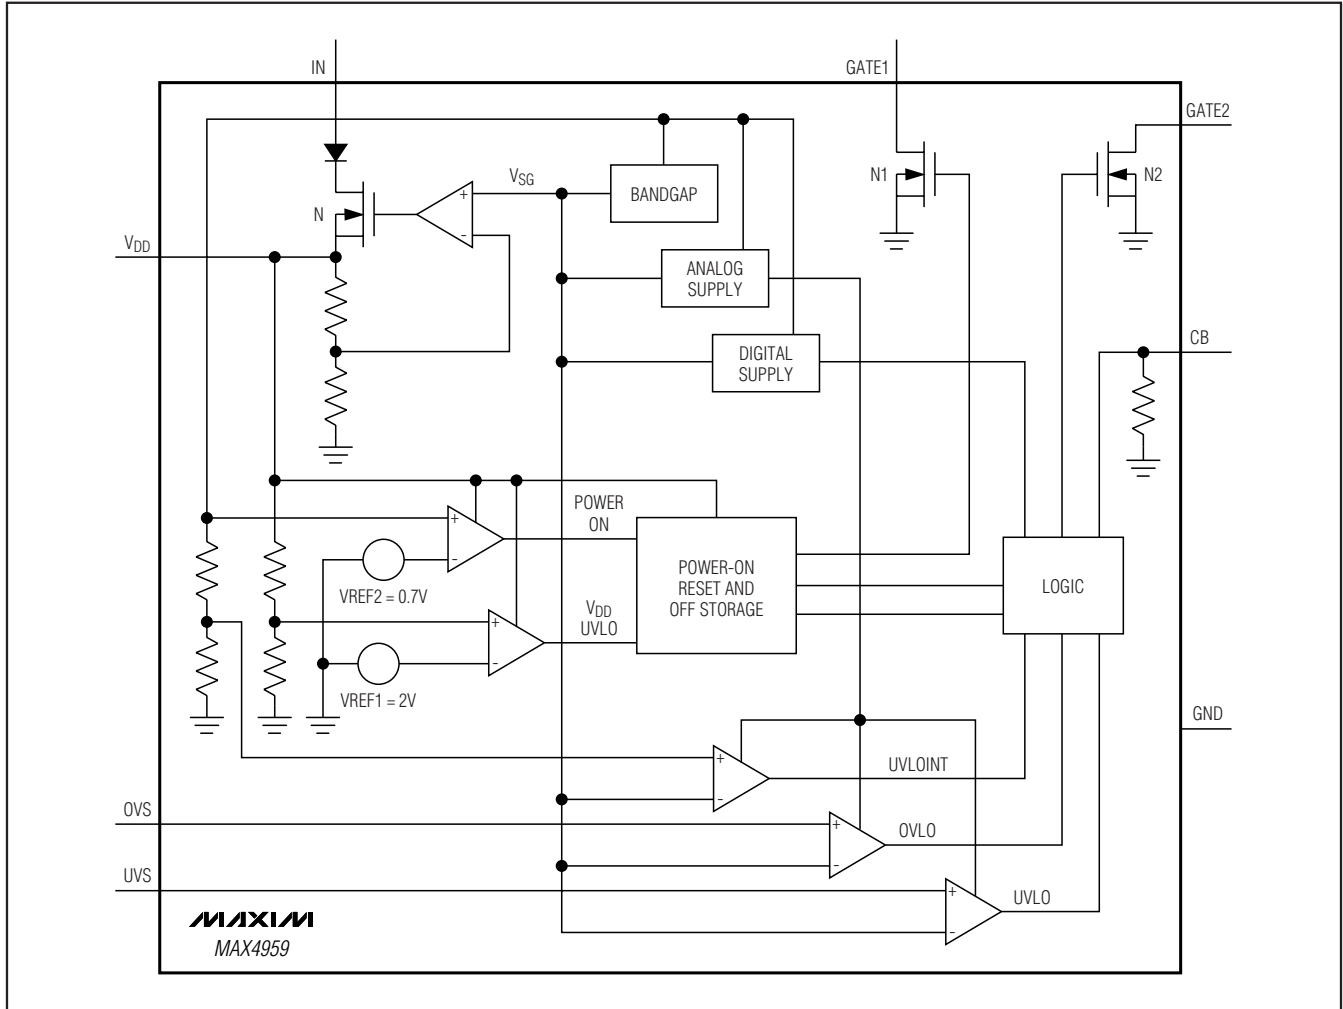 IN
GATE1
GATE2
VSG
BANDGAP
N1
N2
N
+
-
VDD
ANALOG
SUPPLY
CB
DIGITAL
SUPPLY
POWER
ON
+
-
VREF2 = 0.7V
POWER-ON
RESET AND
OFF STORAGE
LOGIC
VDD
UVLO
+
-
VREF1 = 2V
GND
+
-
UVLOINT
OVS
+
-
OVLO
UVS
+
-
UVLO
MAXIM
MAX4959